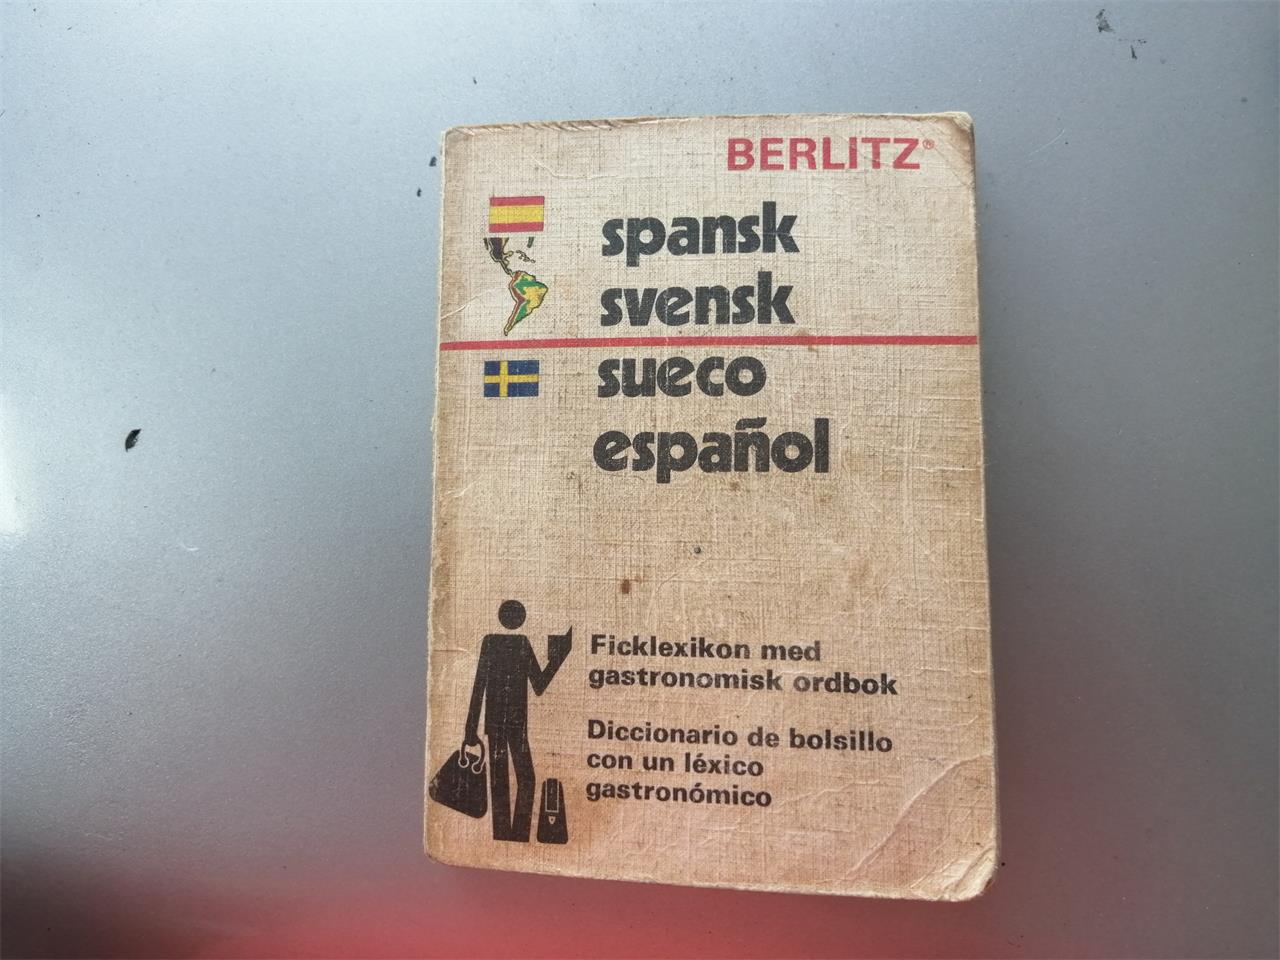 BERLITZ®
spansk
svensk
sueco
español
Ficklexikon med
gastronomisk ordbok
Diccionario de bolsillo
con un léxico
gastronómico